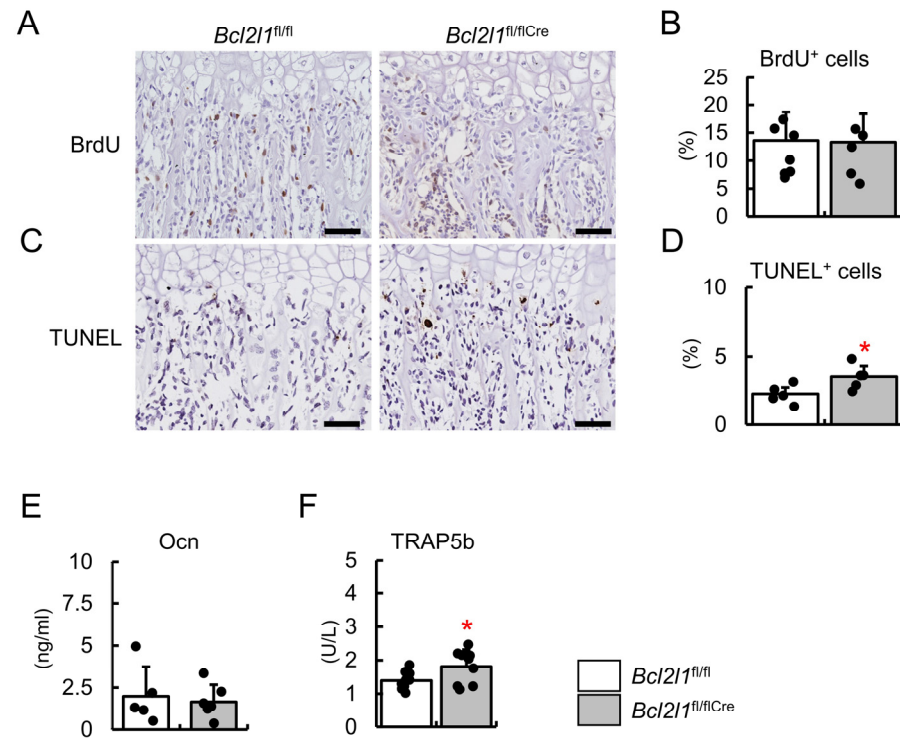 A
Bcl2l1fl/fl
Bcl2l1fl/flCre
BrdU
B
BrdU+ cells
(%)
25
20
15
10
5
0
C
TUNEL
D
TUNEL+ cells
(%)
10
5
0
*
E
Ocn
(ng/ml)
10
7.5
5
2.5
0
F
TRAP5b
(U/L)
5
4
3
2
1
0
*
Bcl2l1fl/fl
Bcl2l1fl/flCre